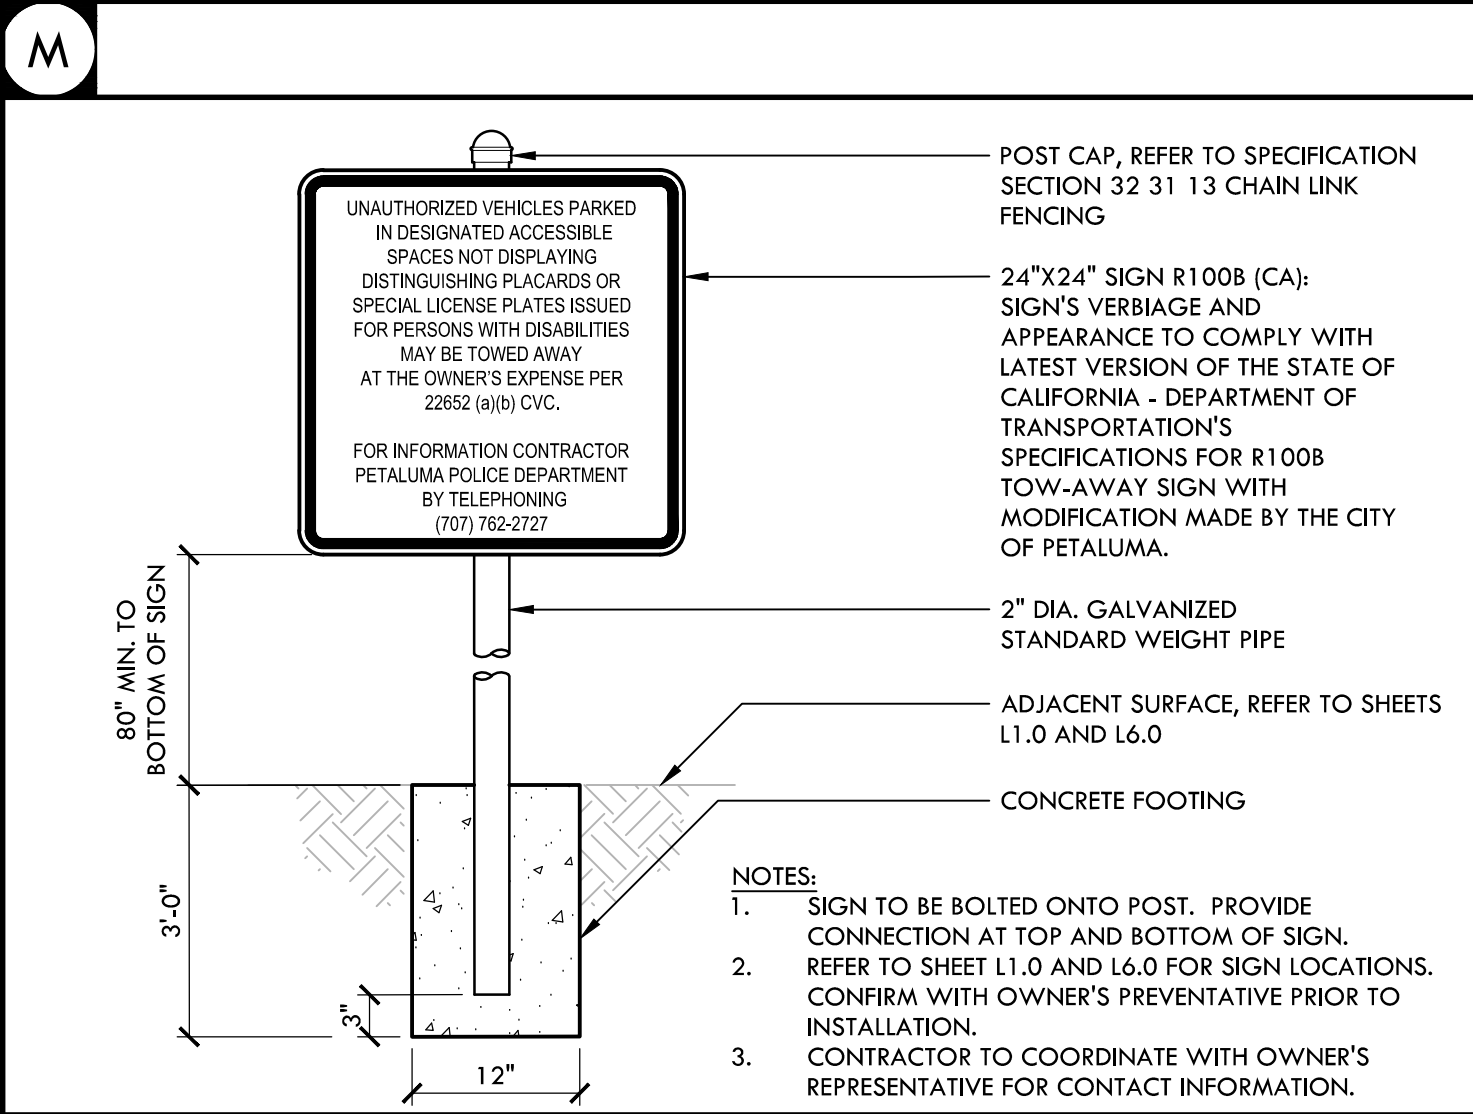 M
UNAUTHORIZED VEHICLES PARKED
IN DESIGNATED ACCESSIBLE
SPACES NOT DISPLAYING
DISTINGUISHING PLACARDS OR
SPECIAL LICENSE PLATES ISSUED
FOR PERSONS WITH DISABILITIES
MAY BE TOWED AWAY
AT THE OWNER'S EXPENSE PER
22652 (a)(b) CVC.
FOR INFORMATION CONTRACTOR
PETALUMA POLICE DEPARTMENT
BY TELEPHONING
(707) 762-2727
POST CAP, REFER TO SPECIFICATION
SECTION 32 31 13 CHAIN LINK
FENCING
24"X24" SIGN R100B (CA):
SIGN'S VERBIAGE AND
APPEARANCE TO COMPLY WITH
LATEST VERSION OF THE STATE OF
CALIFORNIA - DEPARTMENT OF
TRANSPORTATION'S
SPECIFICATIONS FOR R100B
TOW-AWAY SIGN WITH
MODIFICATION MADE BY THE CITY
OF PETALUMA.
2" DIA. GALVANIZED
STANDARD WEIGHT PIPE
ADJACENT SURFACE, REFER TO SHEETS
L1.0 AND L6.0
CONCRETE FOOTING
80" MIN. TO
BOTTOM OF SIGN
3'-0"
3"
12"
NOTES:
1. SIGN TO BE BOLTED ONTO POST. PROVIDE
CONNECTION AT TOP AND BOTTOM OF SIGN.
2. REFER TO SHEET L1.0 AND L6.0 FOR SIGN LOCATIONS.
CONFIRM WITH OWNER'S PREVENTATIVE PRIOR TO
INSTALLATION.
3. CONTRACTOR TO COORDINATE WITH OWNER'S
REPRESENTATIVE FOR CONTACT INFORMATION.